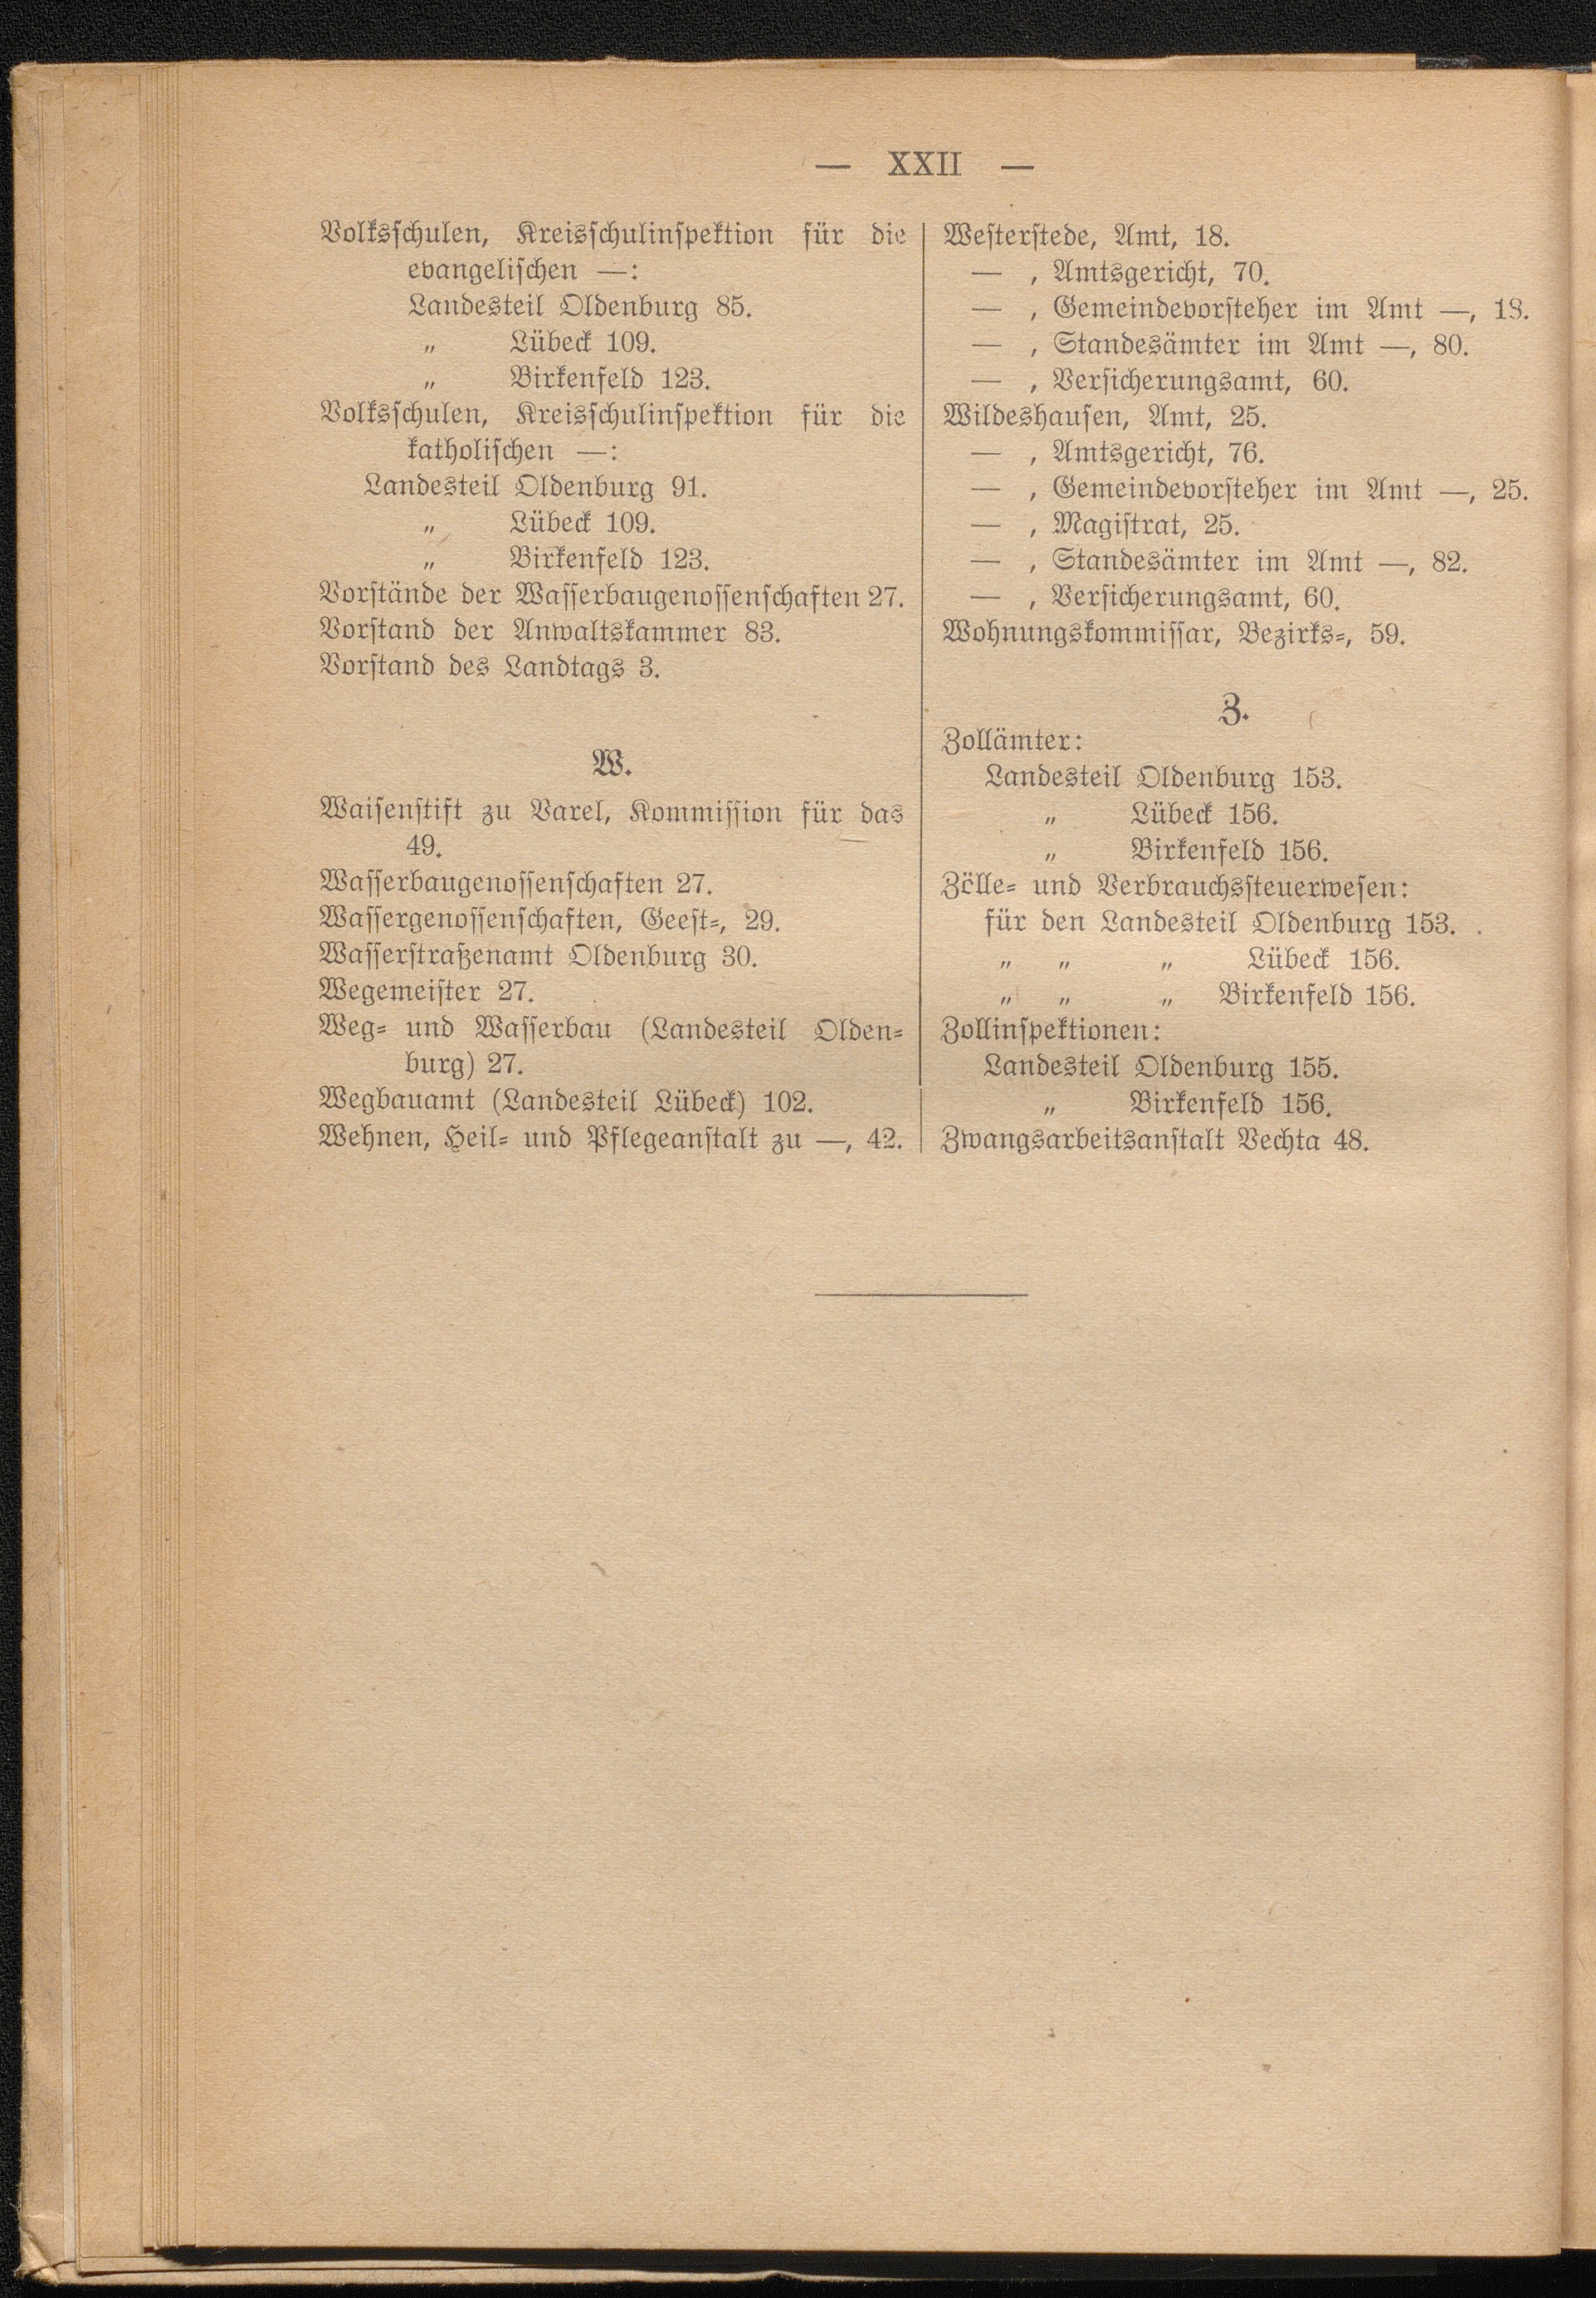 — XXII —
Volksschulen, Kreisschulinspektion für die
evangelischen —:
Landesteil Oldenburg 85.
„ Lübeck 109.
„ Birkenfeld 123.
Volksschulen, Kreisschulinspektion für die
katholischen —:
Landesteil Oldenburg 91.
„ Lübeck 109.
„ Birkenfeld 123.
Vorstände der Wasserbaugenossenschaften 27.
Vorstand der Anwaltskammer 83.
Vorstand des Landtags 3.
W.
Waisenstift zu Varel, Kommission für das
49.
Wasserbaugenossenschaften 27.
Wassergenossenschaften, Geest-, 29.
Wasserstraßenamt Oldenburg 30.
Wegemeister 27.
Weg- und Wasserbau (Landesteil Olden-
burg) 27.
Wegbauamt (Landesteil Lübeck) 102.
Wehnen, Heil- und Pflegeanstalt zu —, 42.
Westerstede, Amt, 18.
— , Amtsgericht, 70.
— , Gemeindevorsteher im Amt —, 18.
— , Standesämter im Amt —, 80.
— , Versicherungsamt, 60.
Wildeshausen, Amt, 25.
— , Amtsgericht, 76.
— , Gemeindevorsteher im Amt —, 25.
— , Magistrat, 25.
— , Standesämter im Amt —, 82.
— , Versicherungsamt, 60.
Wohnungskommissar, Bezirks-, 59.
Z.
Zollämter:
Landesteil Oldenburg 153.
„ Lübeck 156.
„ Birkenfeld 156.
Zölle- und Verbrauchssteuerwesen:
für den Landesteil Oldenburg 153.
„ „ „ Lübeck 156.
„ „ „ Birkenfeld 156.
Zollinspektionen:
Landesteil Oldenburg 155.
„ Birkenfeld 156.
Zwangsarbeitsanstalt Vechta 48.